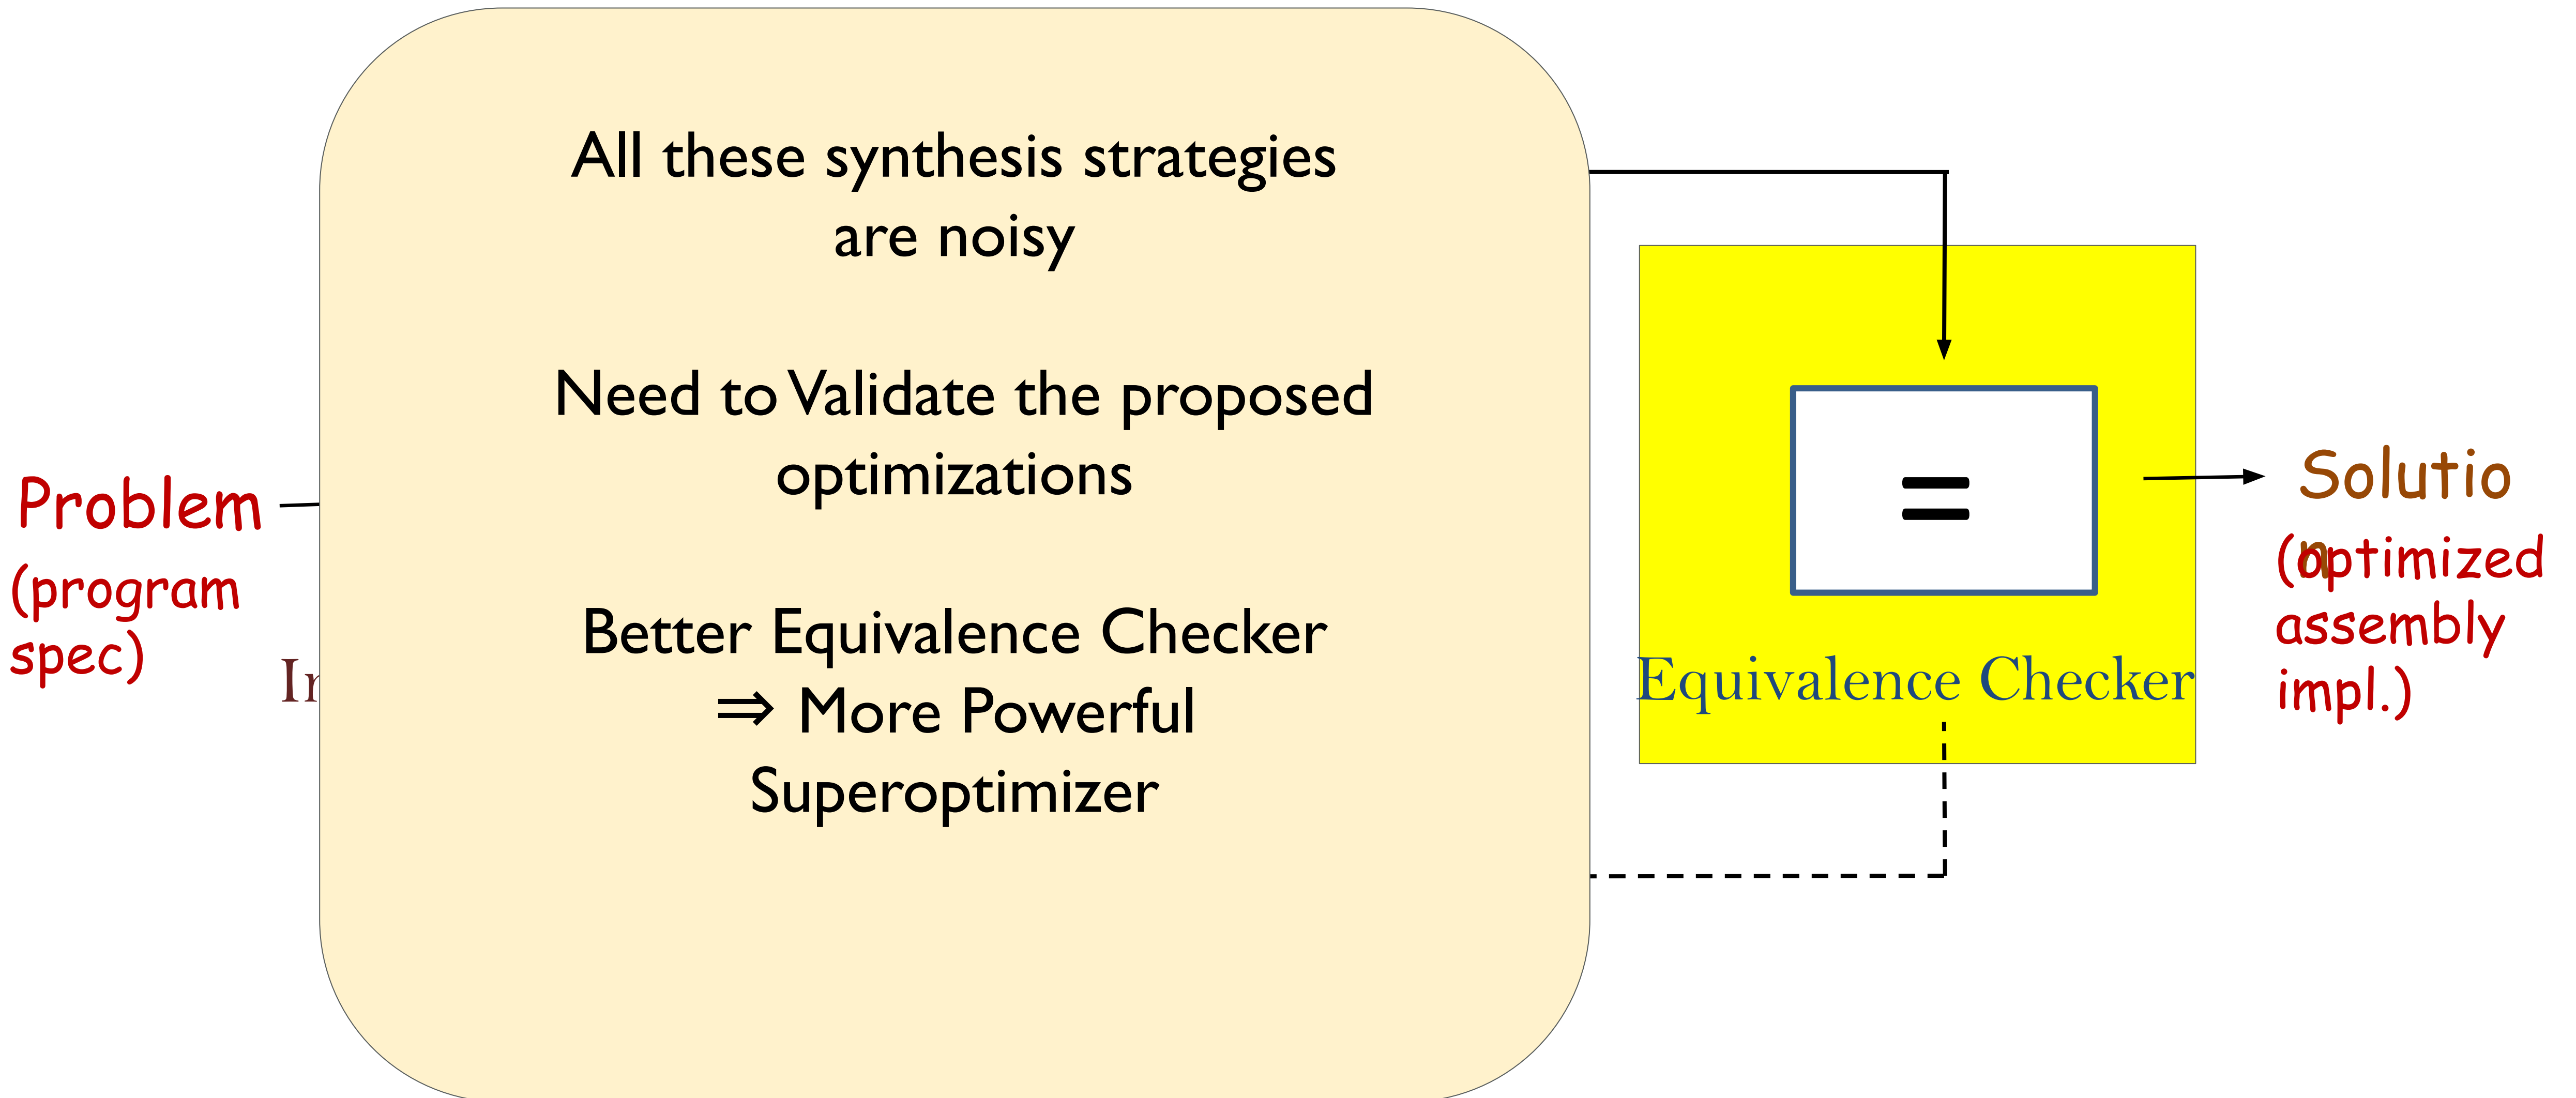 All these synthesis strategies
are noisy
Need to Validate the proposed
optimizations
Better Equivalence Checker
⇒ More Powerful
Superoptimizer
Problem
(program
spec)
=
Equivalence Checker
Solutio
n
(optimized
assembly
impl.)